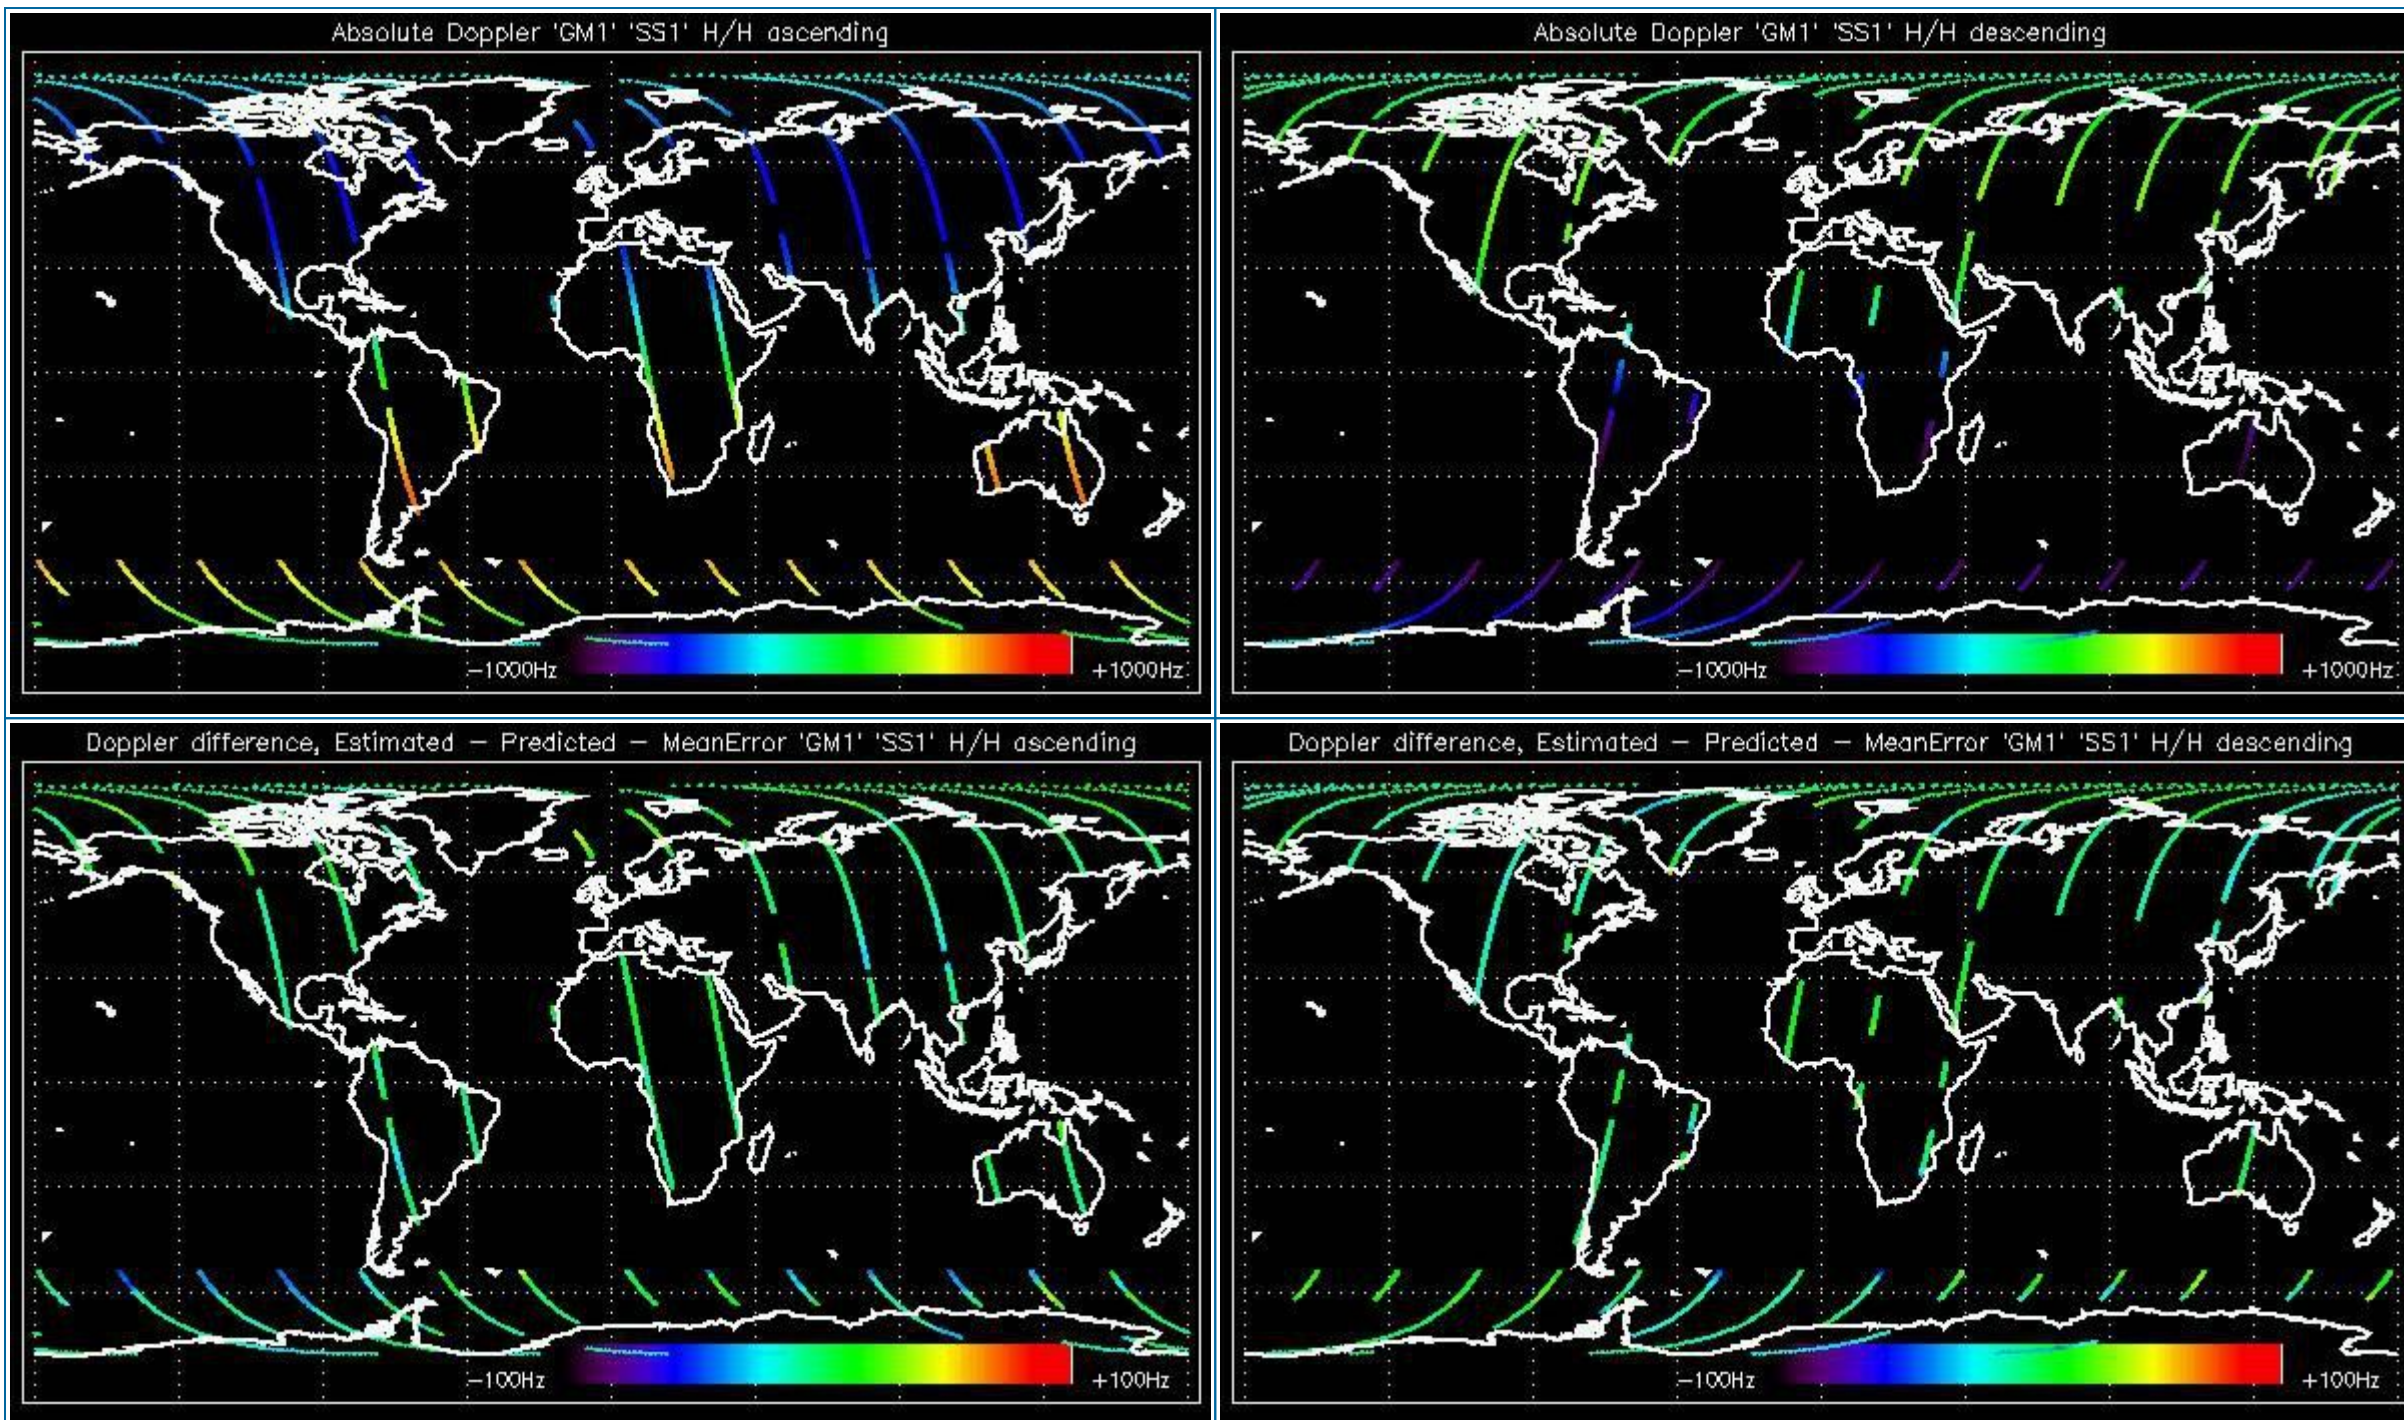 Absolute Doppler 'GM1' 'SS1' H/H ascending
−1000Hz
+1000Hz
Absolute Doppler 'GM1' 'SS1' H/H descending
−1000Hz
+1000Hz
Doppler difference, Estimated − Predicted − MeanError 'GM1' 'SS1' H/H ascending
−100Hz
+100Hz
Doppler difference, Estimated − Predicted − MeanError 'GM1' 'SS1' H/H descending
−100Hz
+100Hz